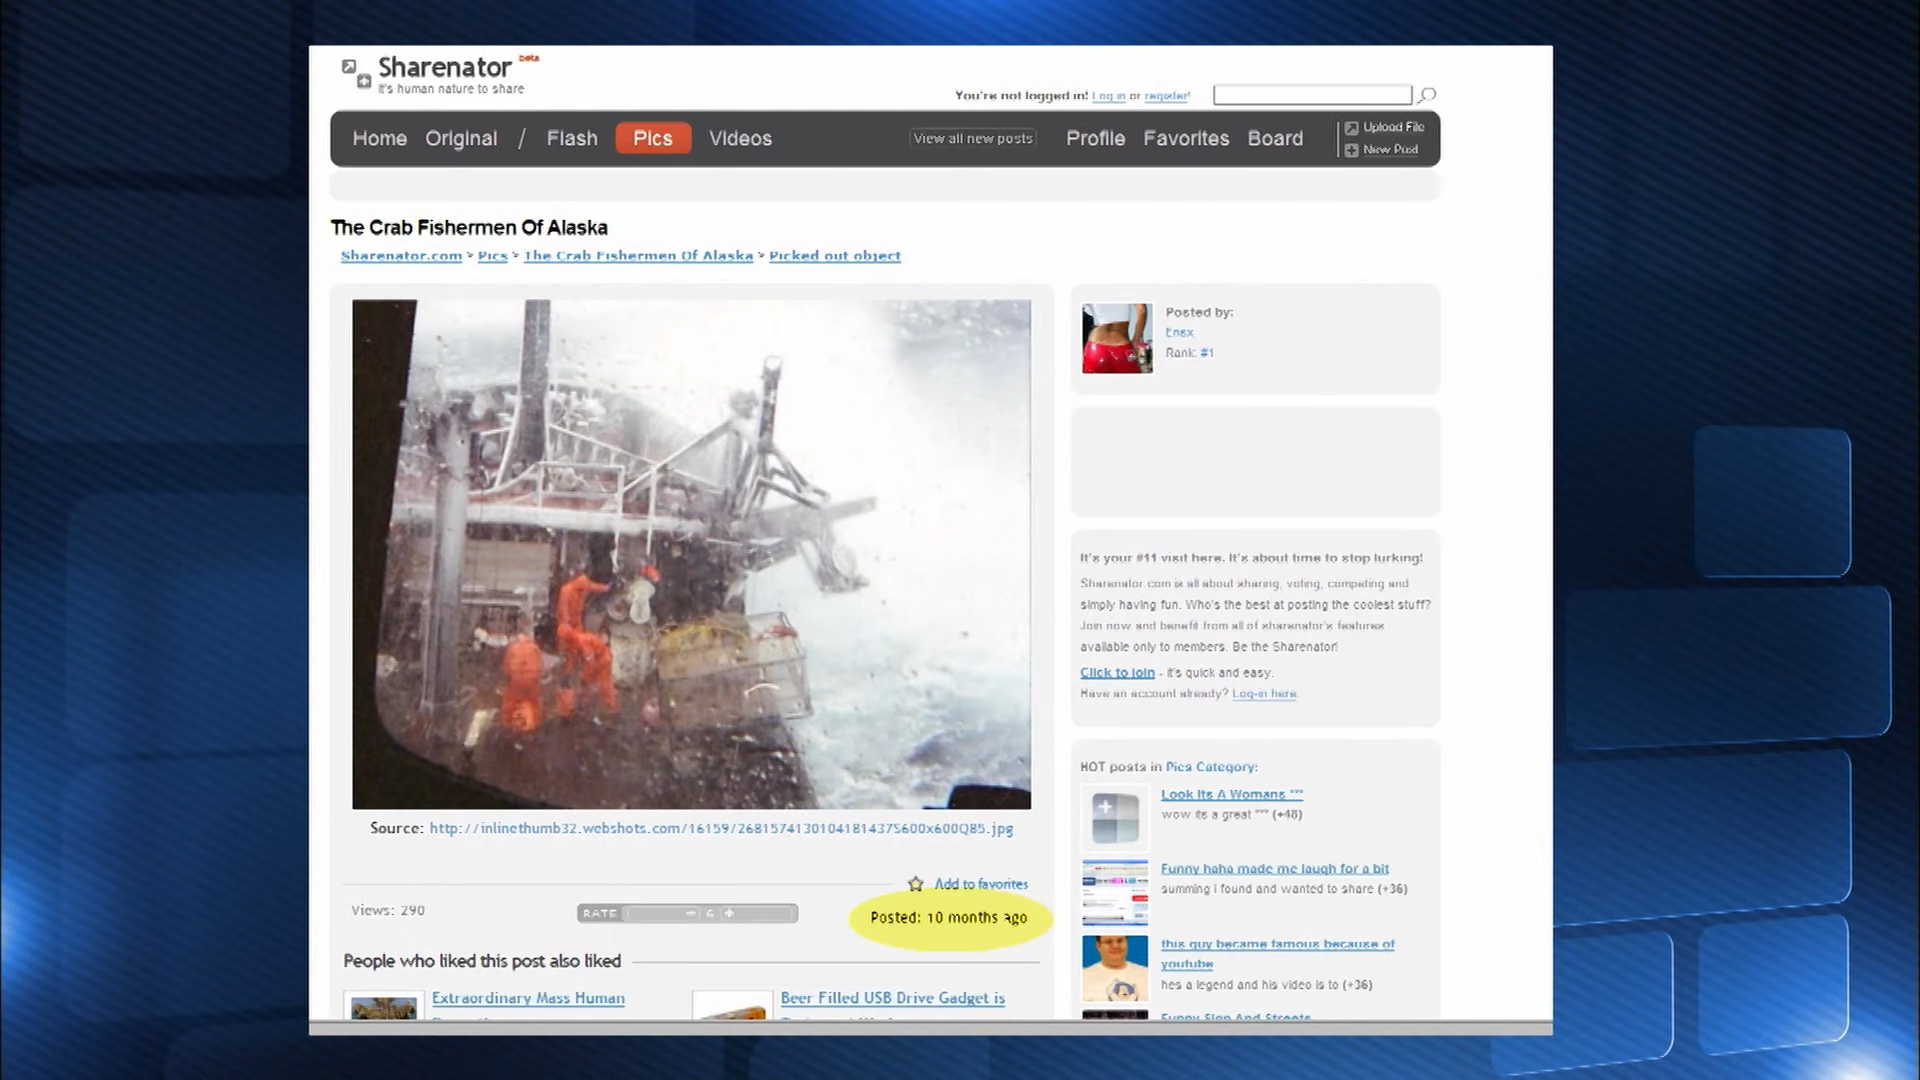 Sharenator beta
It's human nature to share
You're not logged in! Log in or register!
Home Original / Flash Pics Videos View all new posts Profile Favorites Board
Upload File
New Post
The Crab Fishermen Of Alaska
Sharenator.com > Pics > The Crab Fishermen Of Alaska > Picked out object
Posted by:
Enex
Rank: #1
It's your #11 visit here. It's about time to stop lurking!
Sharenator.com is all about sharing, voting, competing and
simply having fun. Who's the best at posting the coolest stuff?
Join now and benefit from all of sharenator's features
available only to members. Be the Sharenator!
Click to join - it's quick and easy.
Have an account already? Log-in here.
Source: http://inlinethumb32.webshots.com/16159/2681574130104181437S600x600Q85.jpg
Add to favorites
Views: 290
RATE - 6 +
Posted: 10 months ago
People who liked this post also liked
Extraordinary Mass Human
Beer Filled USB Drive Gadget is
HOT posts in Pics Category:
Look Its A Womans ***
wow its a great *** (+48)
Funny haha made me laugh for a bit
summing i found and wanted to share (+36)
this guy became famous because of
youtube
hes a legend and his video is to (+36)
Funny Sign And Streets